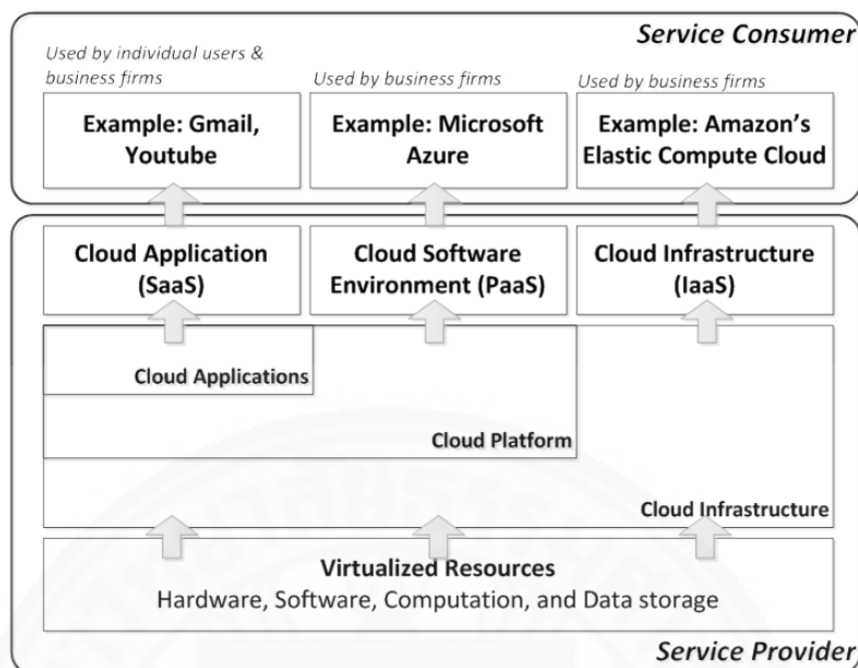 Service Consumer
Used by individual users &
business firms
Used by business firms
Used by business firms
Example: Gmail,
Youtube
Example: Microsoft
Azure
Example: Amazon's
Elastic Compute Cloud
Cloud Application
(SaaS)
Cloud Software
Environment (PaaS)
Cloud Infrastructure
(IaaS)
Cloud Applications
Cloud Platform
Cloud Infrastructure
Virtualized Resources
Hardware, Software, Computation, and Data storage
Service Provider